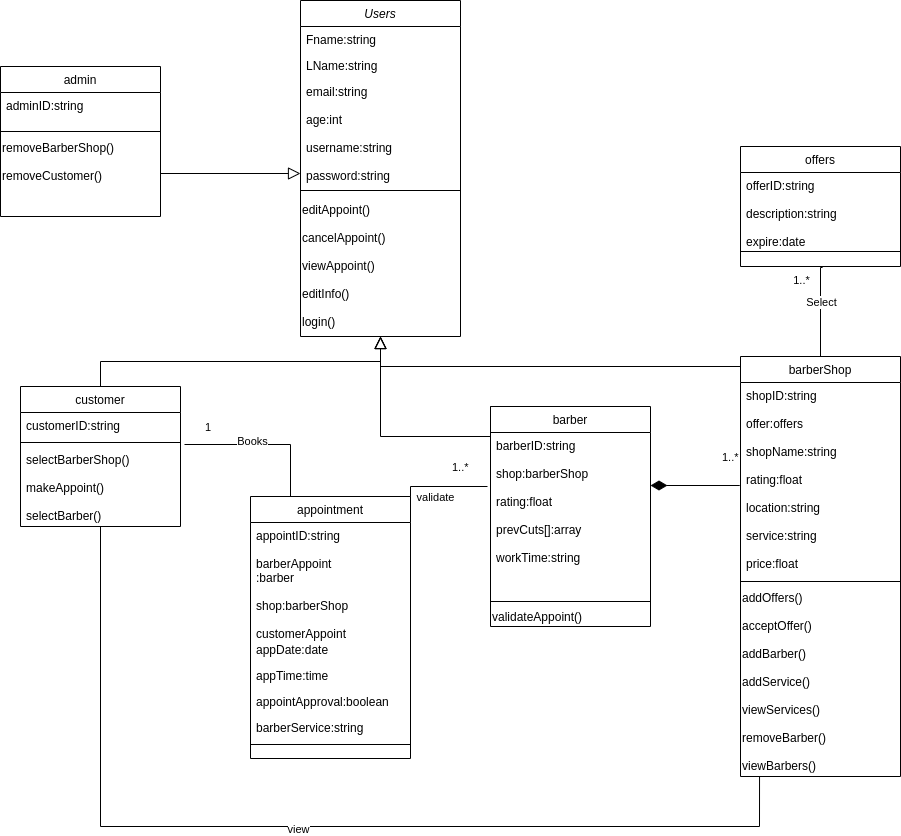 Users
Fname:string
LName:string
email:string
age:int
username:string
password:string
editAppoint()
cancelAppoint()
viewAppoint()
editInfo()
login()
admin
adminID:string
removeBarberShop()
removeCustomer()
offers
offerID:string
description:string
expire:date
1..*
Select
customer
customerID:string
selectBarberShop()
makeAppoint()
selectBarber()
1
Books
appointment
appointID:string
barberAppoint
:barber
shop:barberShop
customerAppoint
appDate:date
appTime:time
appointApproval:boolean
barberService:string
1..*
validate
barber
barberID:string
shop:barberShop
rating:float
prevCuts[]:array
workTime:string
validateAppoint()
1..*
barberShop
shopID:string
offer:offers
shopName:string
rating:float
location:string
service:string
price:float
addOffers()
acceptOffer()
addBarber()
addService()
viewServices()
removeBarber()
viewBarbers()
view